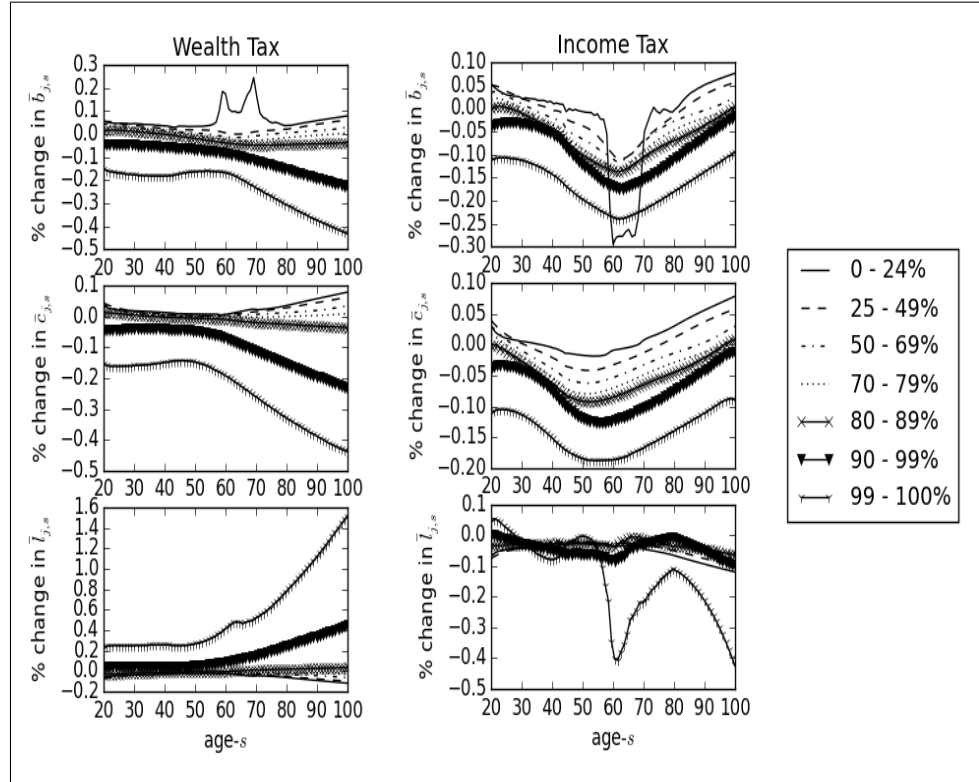 Wealth Tax
% change in b̄_{j,s}
0.3
0.2
0.1
0.0
−0.1
−0.2
−0.3
−0.4
−0.5
20 30 40 50 60 70 80 90 100
Income Tax
% change in b̄_{j,s}
0.10
0.05
0.00
−0.05
−0.10
−0.15
−0.20
−0.25
−0.30
20 30 40 50 60 70 80 90 100
% change in c̄_{j,s}
0.1
0.0
−0.1
−0.2
−0.3
−0.4
−0.5
20 30 40 50 60 70 80 90 100
% change in c̄_{j,s}
0.10
0.05
0.00
−0.05
−0.10
−0.15
−0.20
20 30 40 50 60 70 80 90 100
% change in l̄_{j,s}
1.6
1.4
1.2
1.0
0.8
0.6
0.4
0.2
0.0
−0.2
20 30 40 50 60 70 80 90 100
age-s
% change in l̄_{j,s}
0.1
0.0
−0.1
−0.2
−0.3
−0.4
−0.5
20 30 40 50 60 70 80 90 100
age-s
0 - 24%
25 - 49%
50 - 69%
70 - 79%
80 - 89%
90 - 99%
99 - 100%